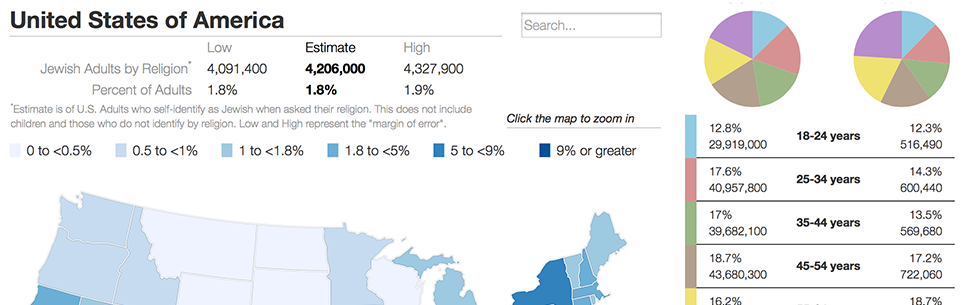 United States of America
Search...
Low Estimate High
Jewish Adults by Religion* 4,091,400 4,206,000 4,327,900
Percent of Adults 1.8% 1.8% 1.9%
*Estimate is of U.S. Adults who self-identify as Jewish when asked their religion. This does not include
children and those who do not identify by religion. Low and High represent the "margin of error".
Click the map to zoom in
0 to <0.5% 0.5 to <1% 1 to <1.8% 1.8 to <5% 5 to <9% 9% or greater
12.8% 12.3%
18-24 years
29,919,000 516,490
17.6% 14.3%
25-34 years
40,957,800 600,440
17% 13.5%
35-44 years
39,682,100 569,680
18.7% 17.2%
45-54 years
43,680,300 722,060
16.2% 18.7%